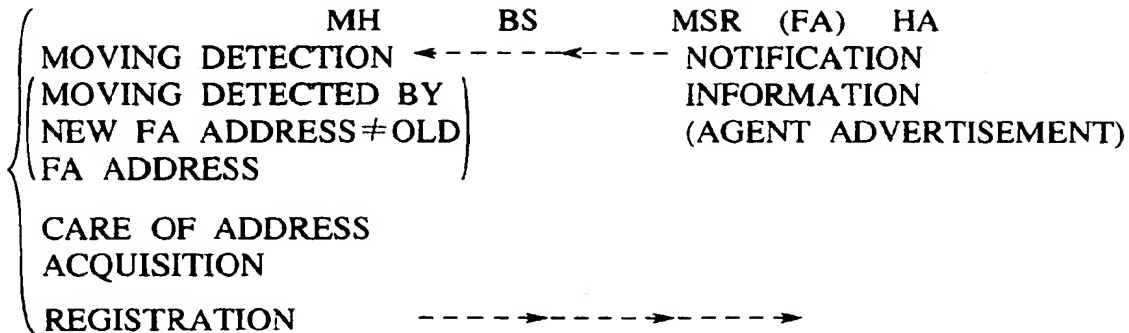 MH BS MSR (FA) HA
MOVING DETECTION NOTIFICATION
MOVING DETECTED BY INFORMATION
NEW FA ADDRESS≠OLD (AGENT ADVERTISEMENT)
FA ADDRESS
CARE OF ADDRESS
ACQUISITION
REGISTRATION